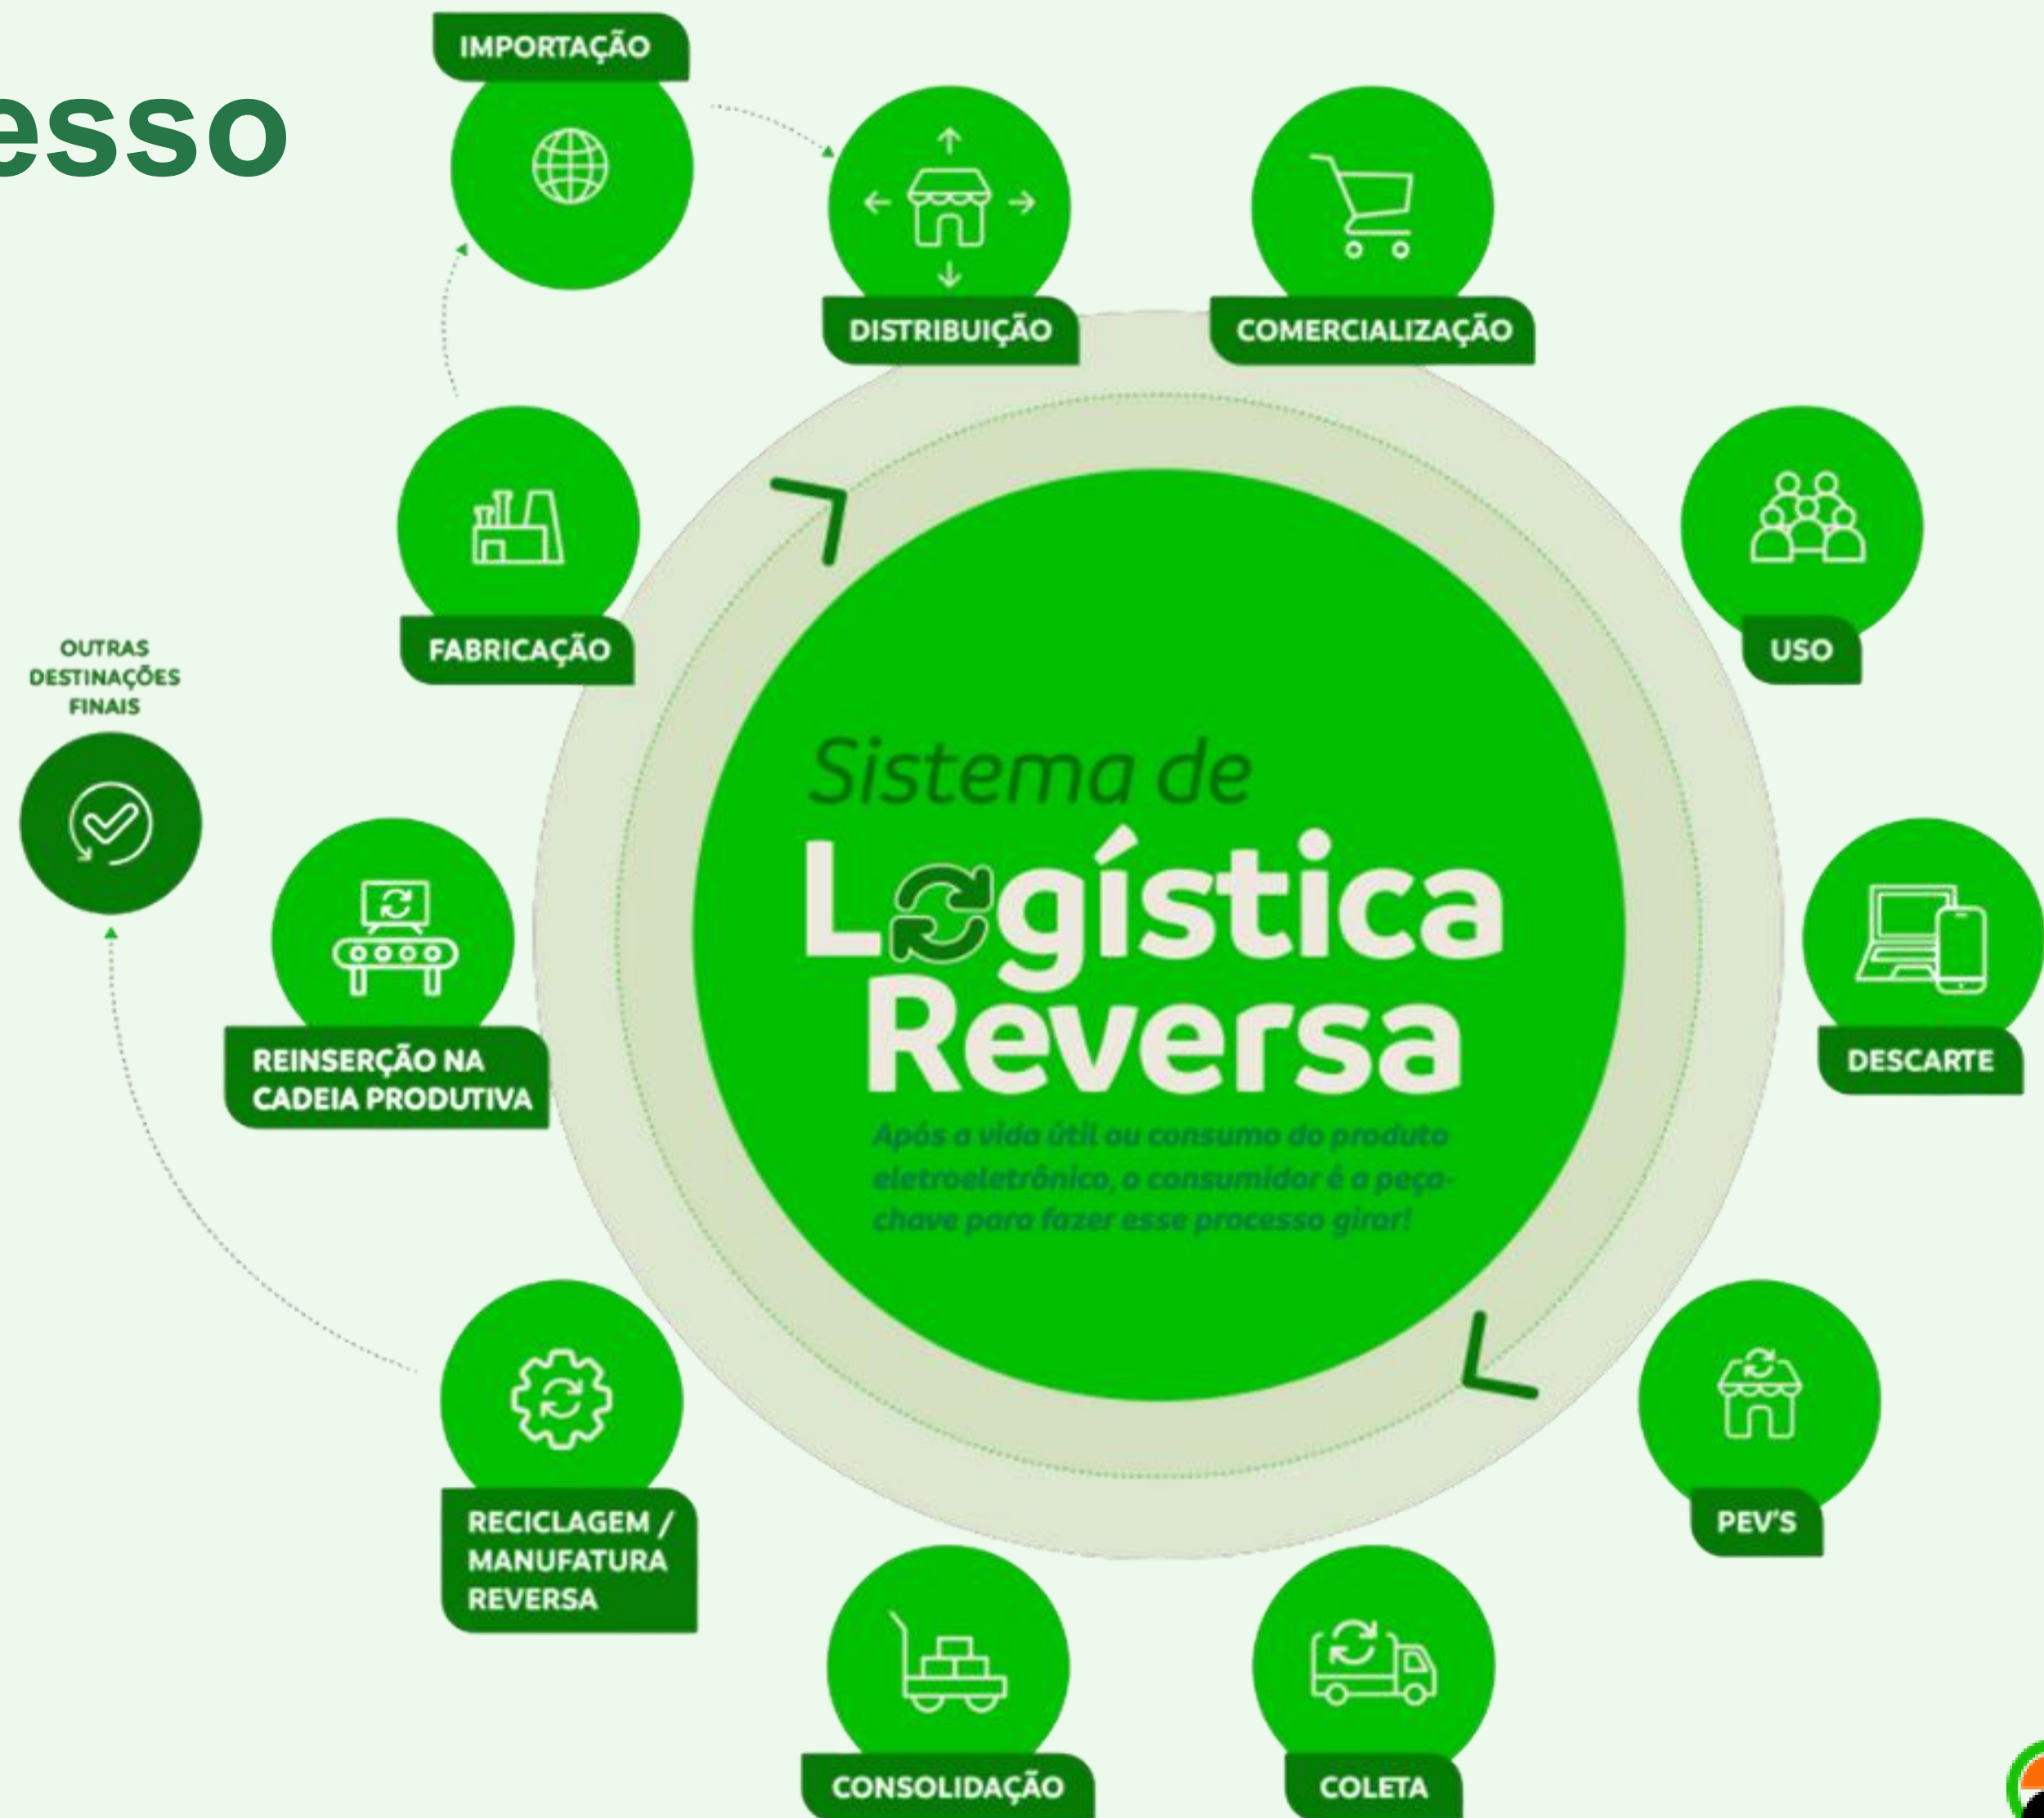 IMPORTAÇÃO
esso
DISTRIBUIÇÃO
COMERCIALIZAÇÃO
FABRICAÇÃO
USO
OUTRAS
DESTINAÇÕES
FINAIS
Sistema de
Logística
Reversa
Após a vida útil ou consumo do produto
eletroeletrônico, o consumidor é a peça-
chave para fazer esse processo girar!
REINSERÇÃO NA
CADEIA PRODUTIVA
DESCARTE
RECICLAGEM /
MANUFATURA
REVERSA
PEV'S
CONSOLIDAÇÃO
COLETA